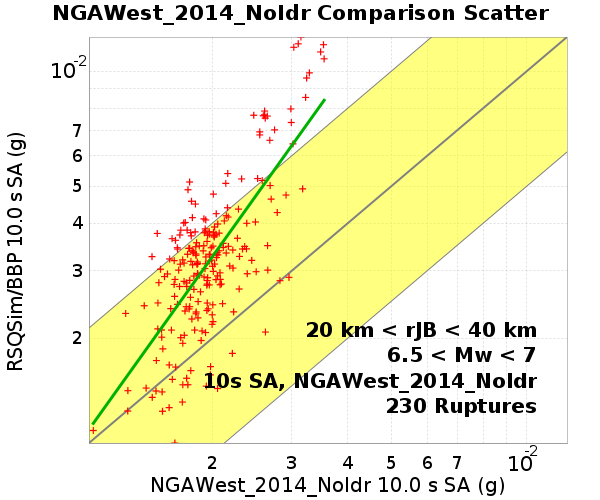 NGAWest_2014_NoIdr Comparison Scatter
RSQSim/BBP 10.0 s SA (g)
10-2
7
6
5
4
3
2
20 km < rJB < 40 km
6.5 < Mw < 7
10s SA, NGAWest_2014_NoIdr
230 Ruptures
2 3 4 5 6 7 10-2
NGAWest_2014_NoIdr 10.0 s SA (g)